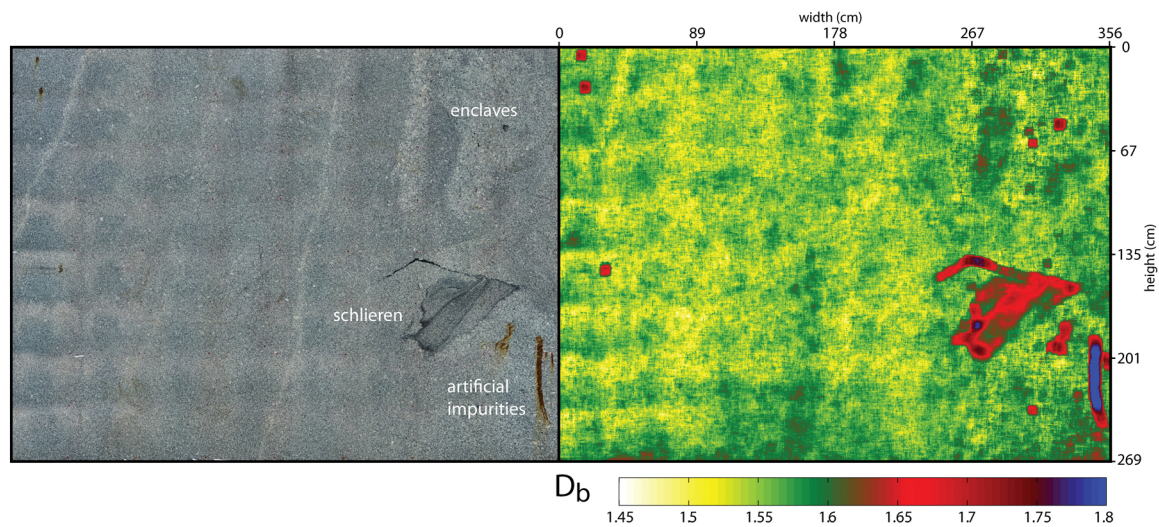 width (cm)
0 89 178 267 356
0
67
135
201
269
height (cm)
enclaves
schlieren
artificial
impurities
Db
1.45 1.5 1.55 1.6 1.65 1.7 1.75 1.8